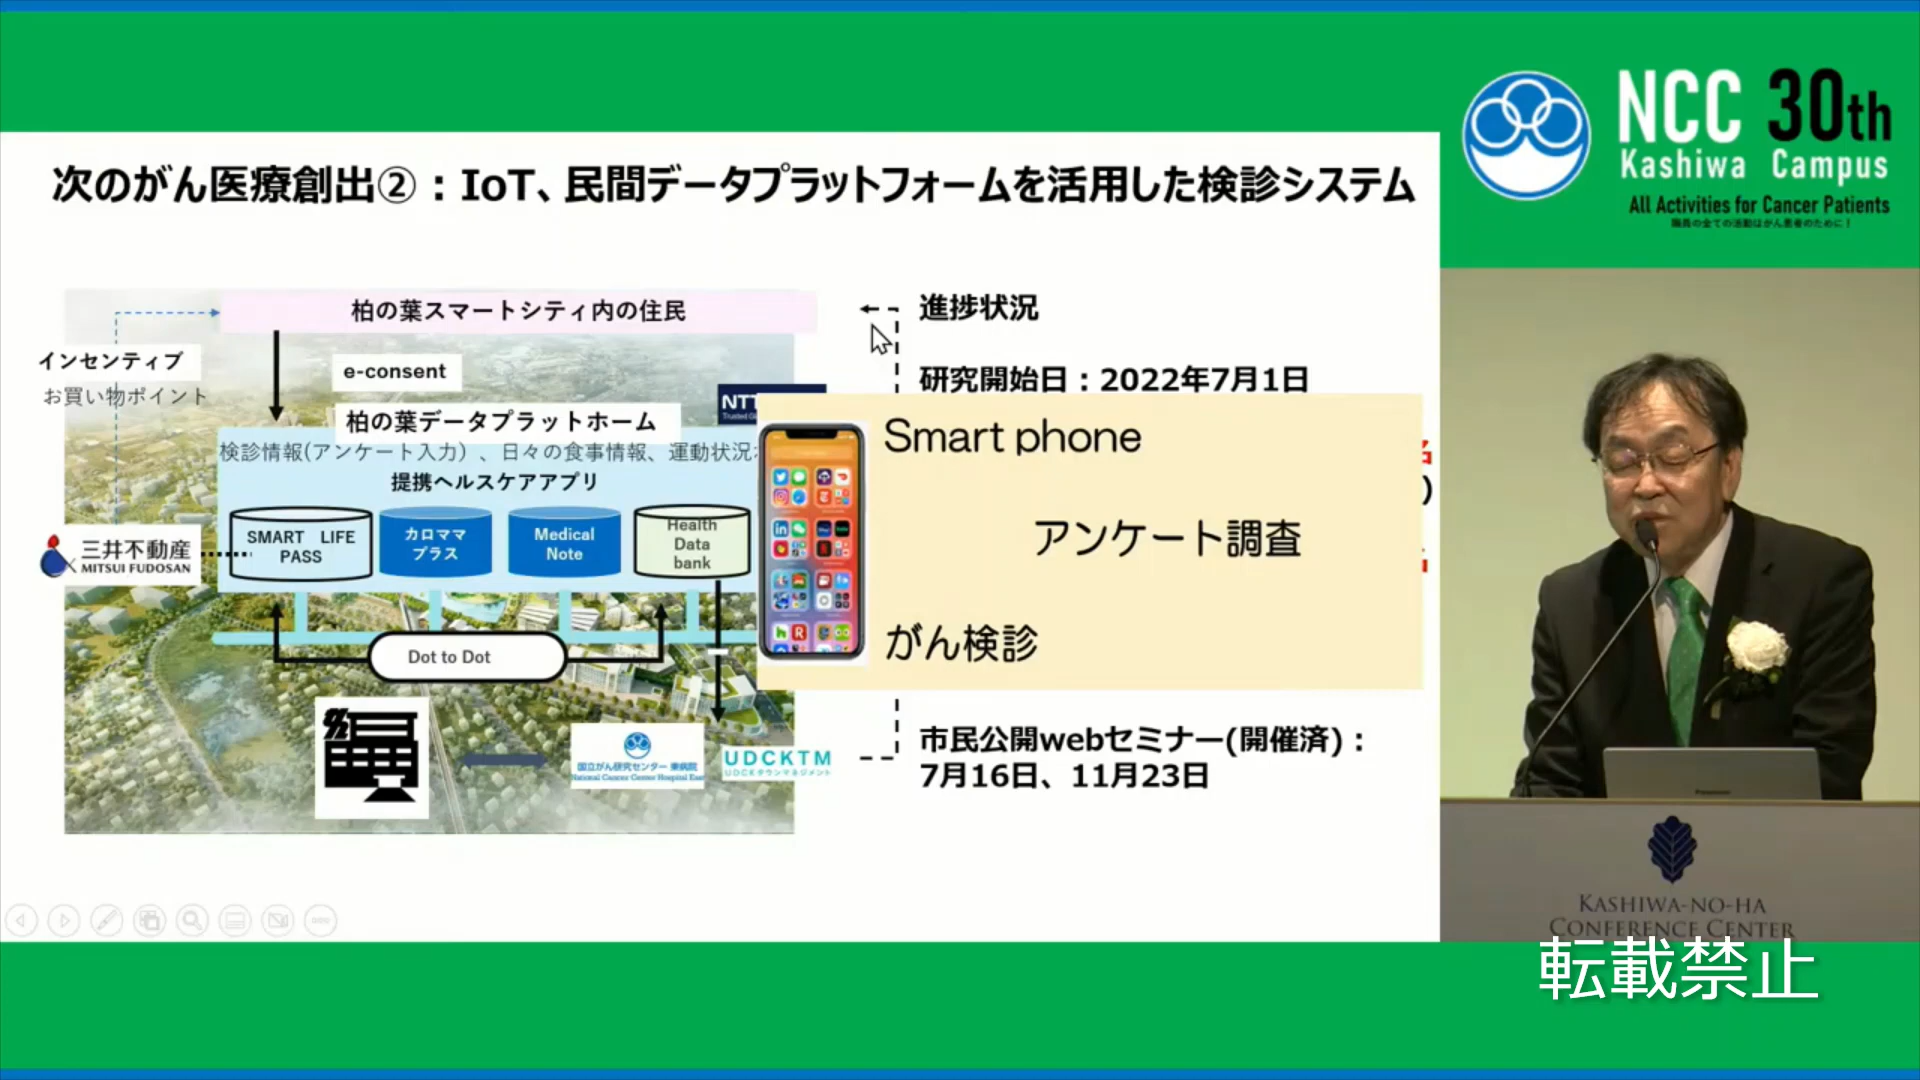 次のがん医療創出②：IoT、民間データプラットフォームを活用した検診システム
柏の葉スマートシティ内の住民
インセンティブ
お買い物ポイント
e-consent
柏の葉データプラットホーム
検診情報(アンケート入力）、日々の食事情報、運動状況
提携ヘルスケアアプリ
SMART LIFE
PASS
カロママ
プラス
Medical
Note
Health
Data
bank
三井不動産
MITSUI FUDOSAN
Dot to Dot
国立がん研究センター 東病院
National Cancer Center Hospital East
UDCKTM
UDCKタウンマネジメント
NTT
進捗状況
研究開始日：2022年7月1日
Smart phone
アンケート調査
がん検診
)
市民公開webセミナー(開催済)：
7月16日、11月23日
NCC 30th
Kashiwa Campus
All Activities for Cancer Patients
職員の全ての活動はがん患者のために！
KASHIWA-NO-HA
CONFERENCE CENTER
転載禁止